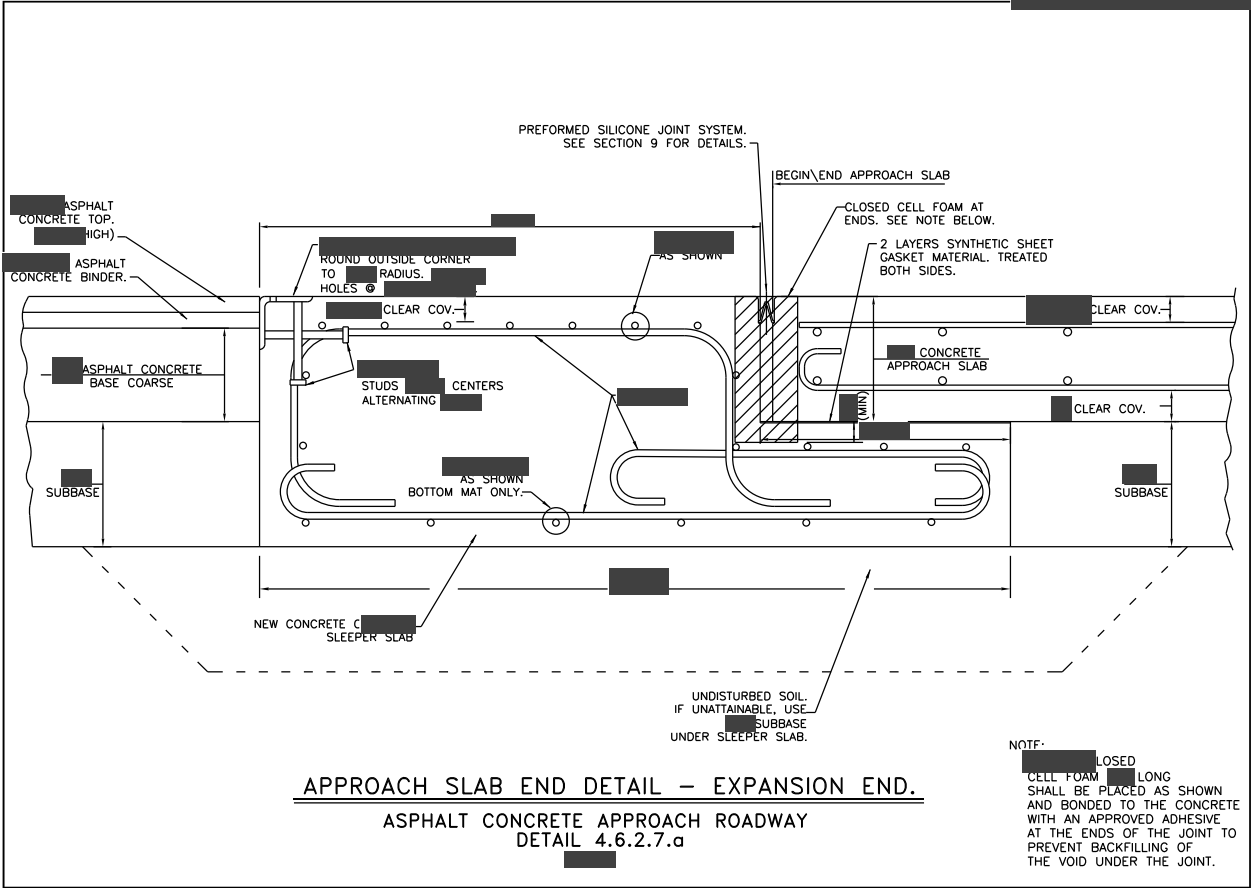 PREFORMED SILICONE JOINT SYSTEM.
SEE SECTION 9 FOR DETAILS.
BEGIN\END APPROACH SLAB
ASPHALT
CONCRETE TOP.
HIGH)
ASPHALT
CONCRETE BINDER.
CLOSED CELL FOAM AT
ENDS. SEE NOTE BELOW.
2 LAYERS SYNTHETIC SHEET
GASKET MATERIAL. TREATED
BOTH SIDES.
ROUND OUTSIDE CORNER
TO RADIUS.
HOLES @
AS SHOWN
CLEAR COV.
CLEAR COV.
ASPHALT CONCRETE
BASE COARSE
STUDS CENTERS
ALTERNATING
CONCRETE
APPROACH SLAB
(MIN)
CLEAR COV.
SUBBASE
AS SHOWN
BOTTOM MAT ONLY.
SUBBASE
NEW CONCRETE
SLEEPER SLAB
UNDISTURBED SOIL.
IF UNATTAINABLE, USE
SUBBASE
UNDER SLEEPER SLAB.
NOTE:
LOSED
CELL FOAM LONG
SHALL BE PLACED AS SHOWN
AND BONDED TO THE CONCRETE
WITH AN APPROVED ADHESIVE
AT THE ENDS OF THE JOINT TO
PREVENT BACKFILLING OF
THE VOID UNDER THE JOINT.
APPROACH SLAB END DETAIL – EXPANSION END.
ASPHALT CONCRETE APPROACH ROADWAY
DETAIL 4.6.2.7.a